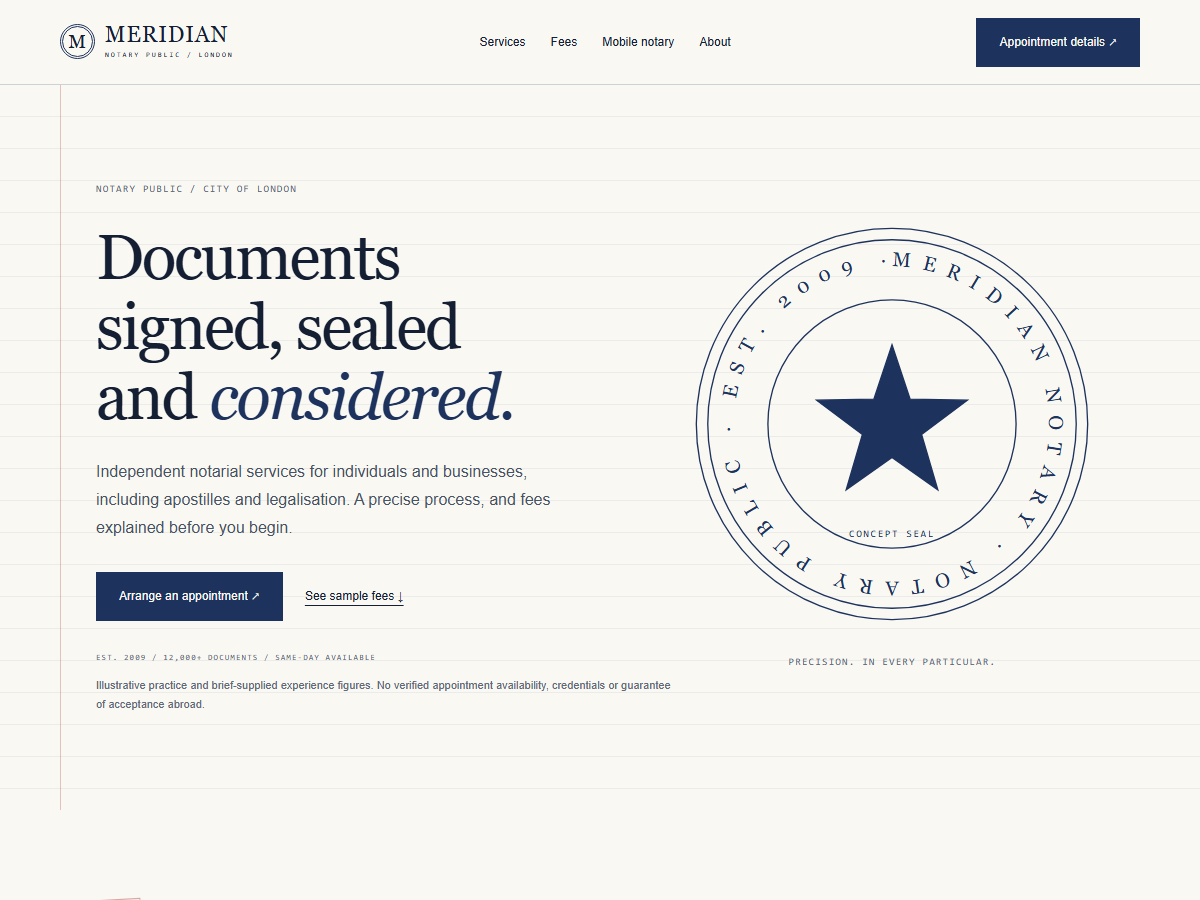 M MERIDIAN
NOTARY PUBLIC / LONDON
Services Fees Mobile notary About
Appointment details ↗
NOTARY PUBLIC / CITY OF LONDON
Documents
signed, sealed
and considered.
Independent notarial services for individuals and businesses,
including apostilles and legalisation. A precise process, and fees
explained before you begin.
Arrange an appointment ↗ See sample fees ↓
EST. 2009 / 12,000+ DOCUMENTS / SAME-DAY AVAILABLE
Illustrative practice and brief-supplied experience figures. No verified appointment availability, credentials or guarantee
of acceptance abroad.
MERIDIAN NOTARY · NOTARY PUBLIC · EST. 2009 ·
CONCEPT SEAL
PRECISION. IN EVERY PARTICULAR.